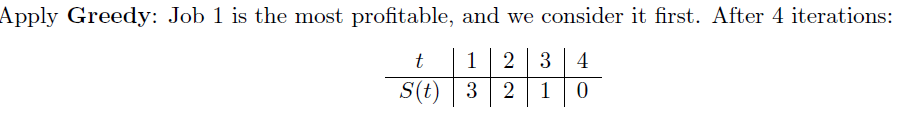 Apply Greedy: Job 1 is the most profitable, and we consider it first. After 4 iterations:
t 1 2 3 4
S(t) 3 2 1 0